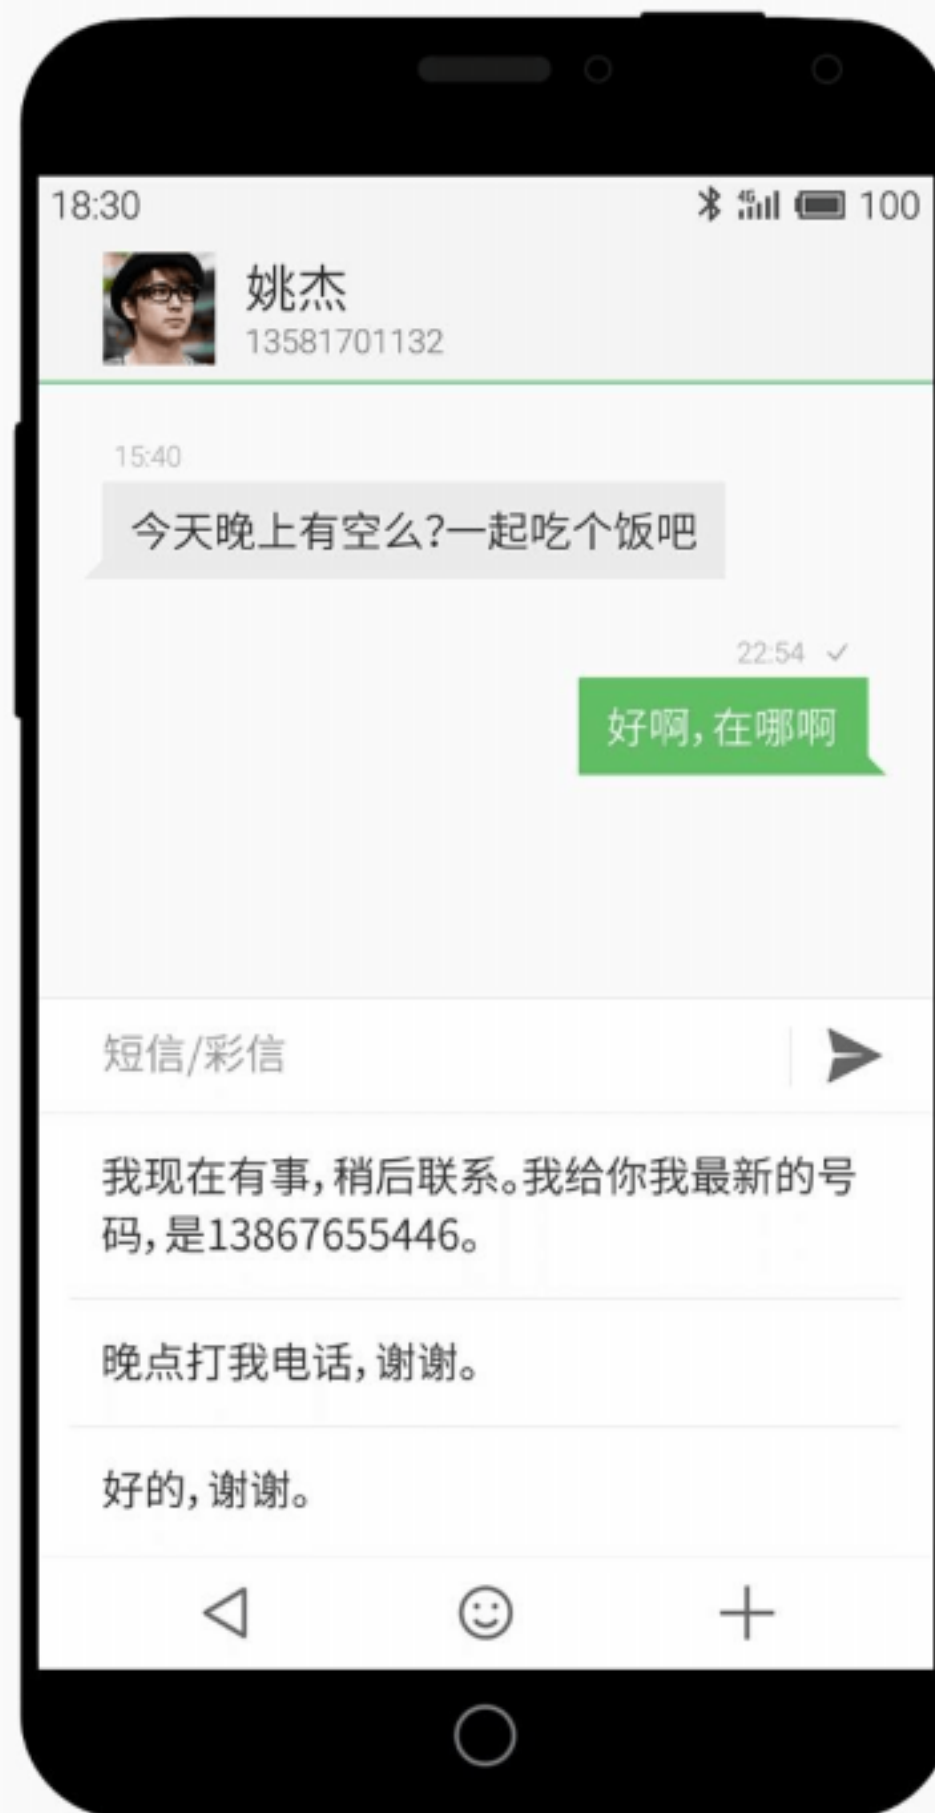 18:30 4G 100
姚杰
13581701132
15:40
今天晚上有空么?一起吃个饭吧
22:54
好啊,在哪啊
短信/彩信
我现在有事,稍后联系。我给你我最新的号
码,是13867655446。
晚点打我电话,谢谢。
好的,谢谢。